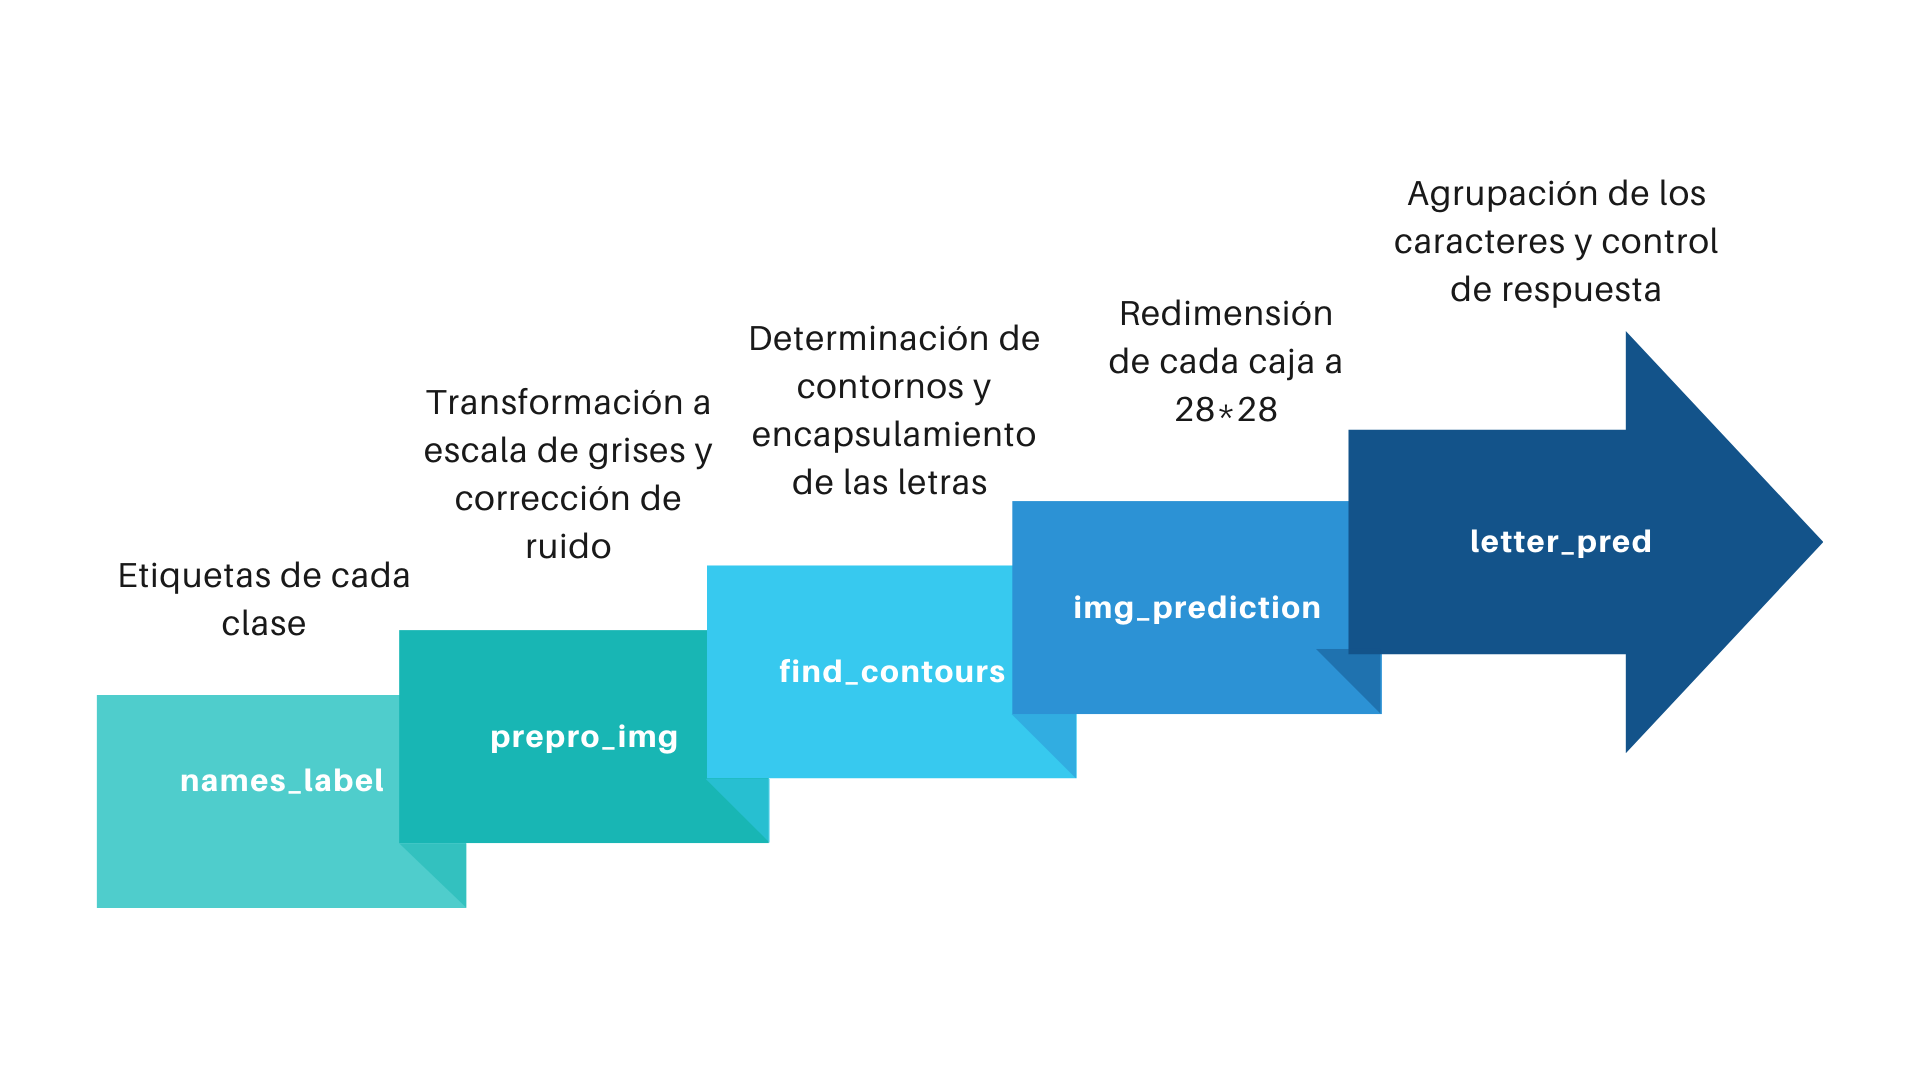 Etiquetas de cada
clase
names_label
Transformación a
escala de grises y
corrección de
ruido
prepro_img
Determinación de
contornos y
encapsulamiento
de las letras
find_contours
Redimensión
de cada caja a
28*28
img_prediction
Agrupación de los
caracteres y control
de respuesta
letter_pred